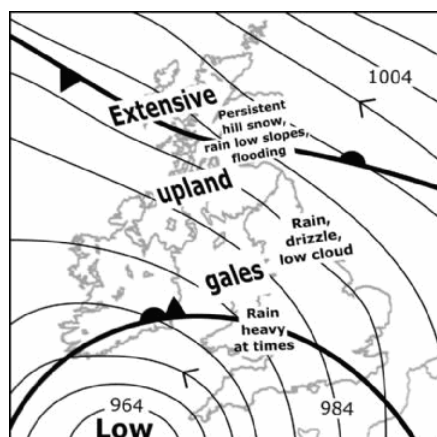 1004
Extensive
Persistent
hill snow,
rain low slopes,
flooding
upland
Rain,
drizzle,
low cloud
gales
Rain
heavy
at times
964
984
Low